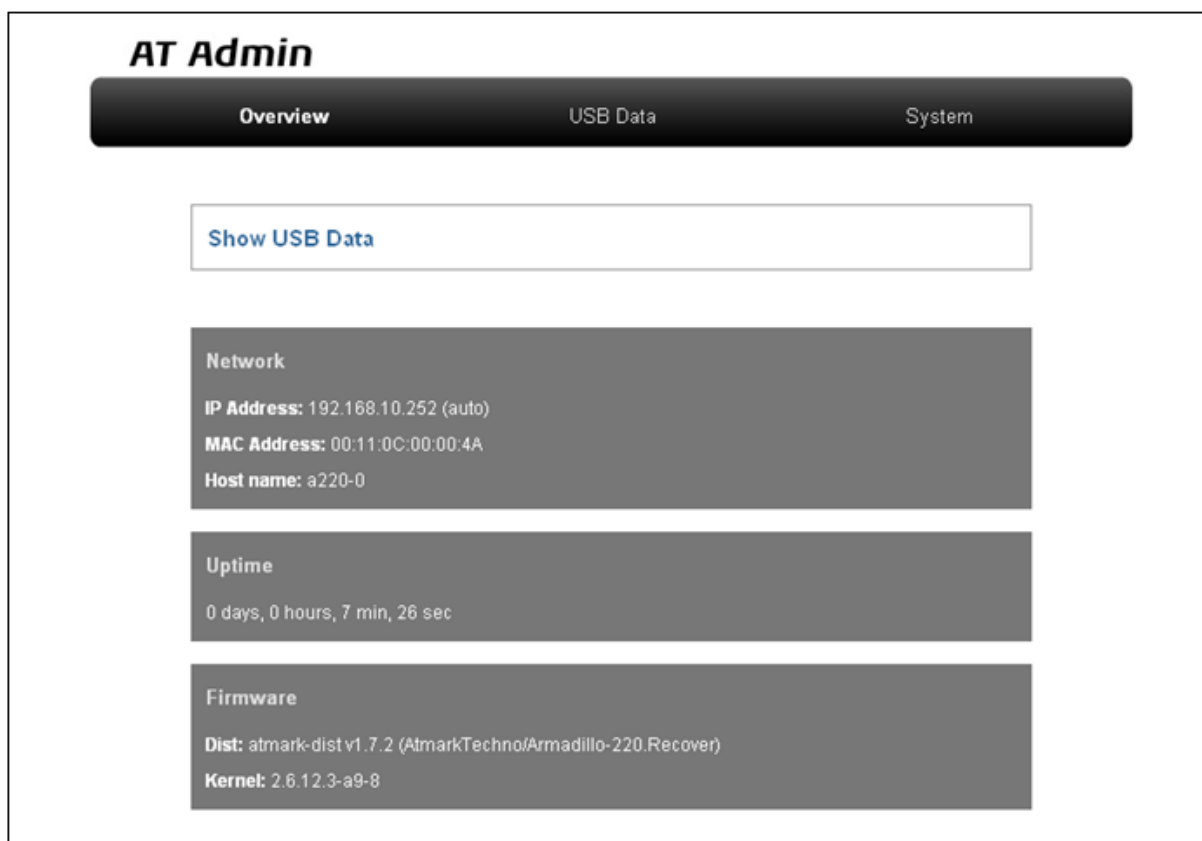 AT Admin
Overview USB Data System
Show USB Data
Network
IP Address: 192.168.10.252 (auto)
MAC Address: 00:11:0C:00:00:4A
Host name: a220-0
Uptime
0 days, 0 hours, 7 min, 26 sec
Firmware
Dist: atmark-dist v1.7.2 (AtmarkTechno/Armadillo-220.Recover)
Kernel: 2.6.12.3-a9-8